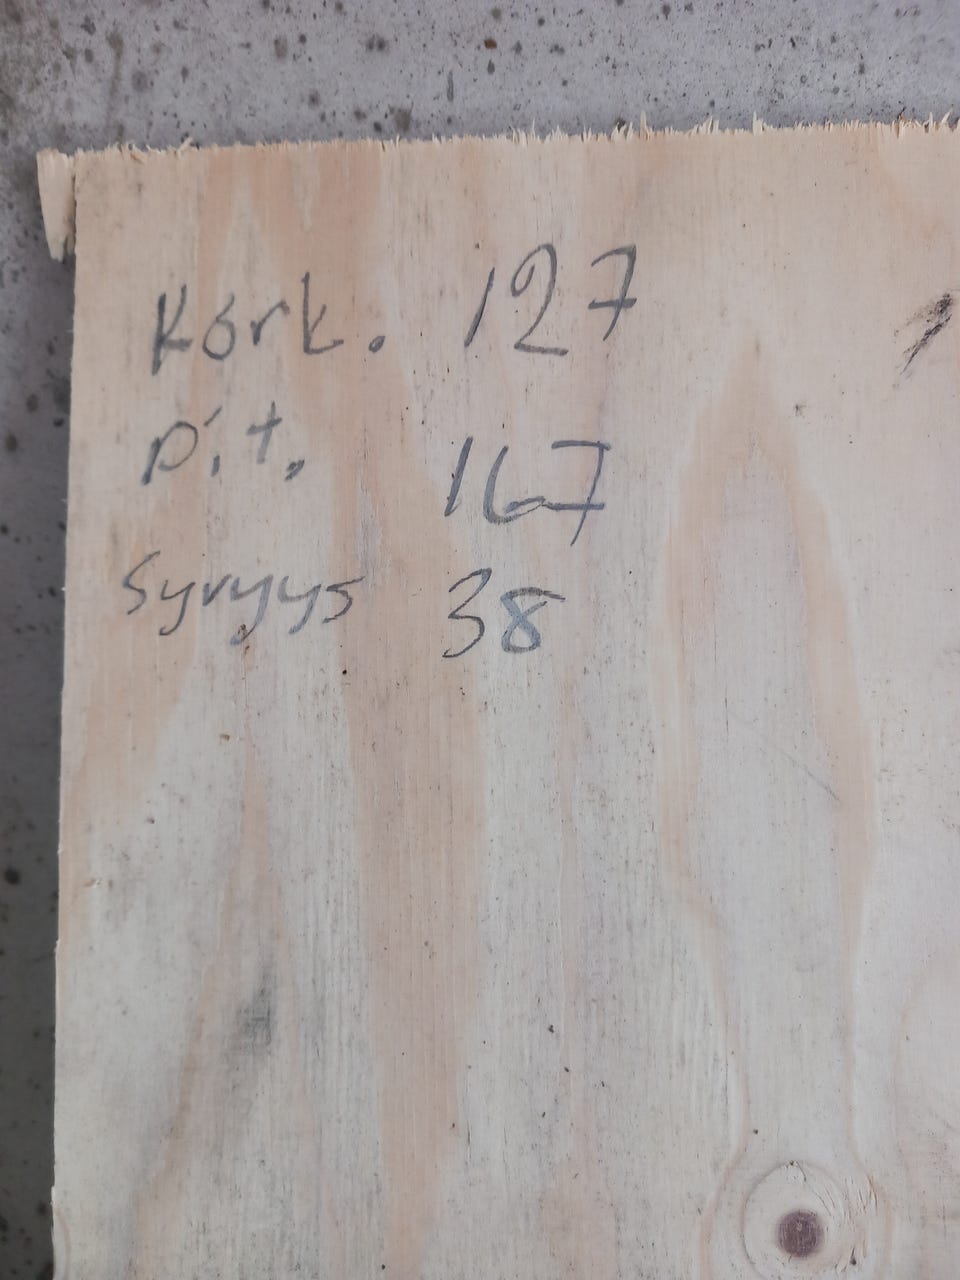 Kork. 127
pit. 167
Syvyys 38